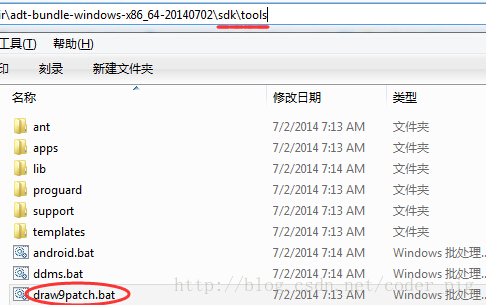 ir\adt-bundle-windows-x86_64-20140702\sdk\tools
工具(T) 帮助(H)
印 刻录 新建文件夹
名称 修改日期 类型
ant 7/2/2014 7:13 AM 文件夹
apps 7/2/2014 7:13 AM 文件夹
lib 7/2/2014 7:14 AM 文件夹
proguard 7/2/2014 7:13 AM 文件夹
support 7/2/2014 7:13 AM 文件夹
templates 7/2/2014 7:13 AM 文件夹
android.bat 7/2/2014 7:14 AM Windows 批处理...
ddms.bat 7/2/2014 7:14 AM Windows 批处理...
draw9patch.bat 7/2/2014 7:13 AM Windows 批处理...
http://blog.csdn.net/coder_pig